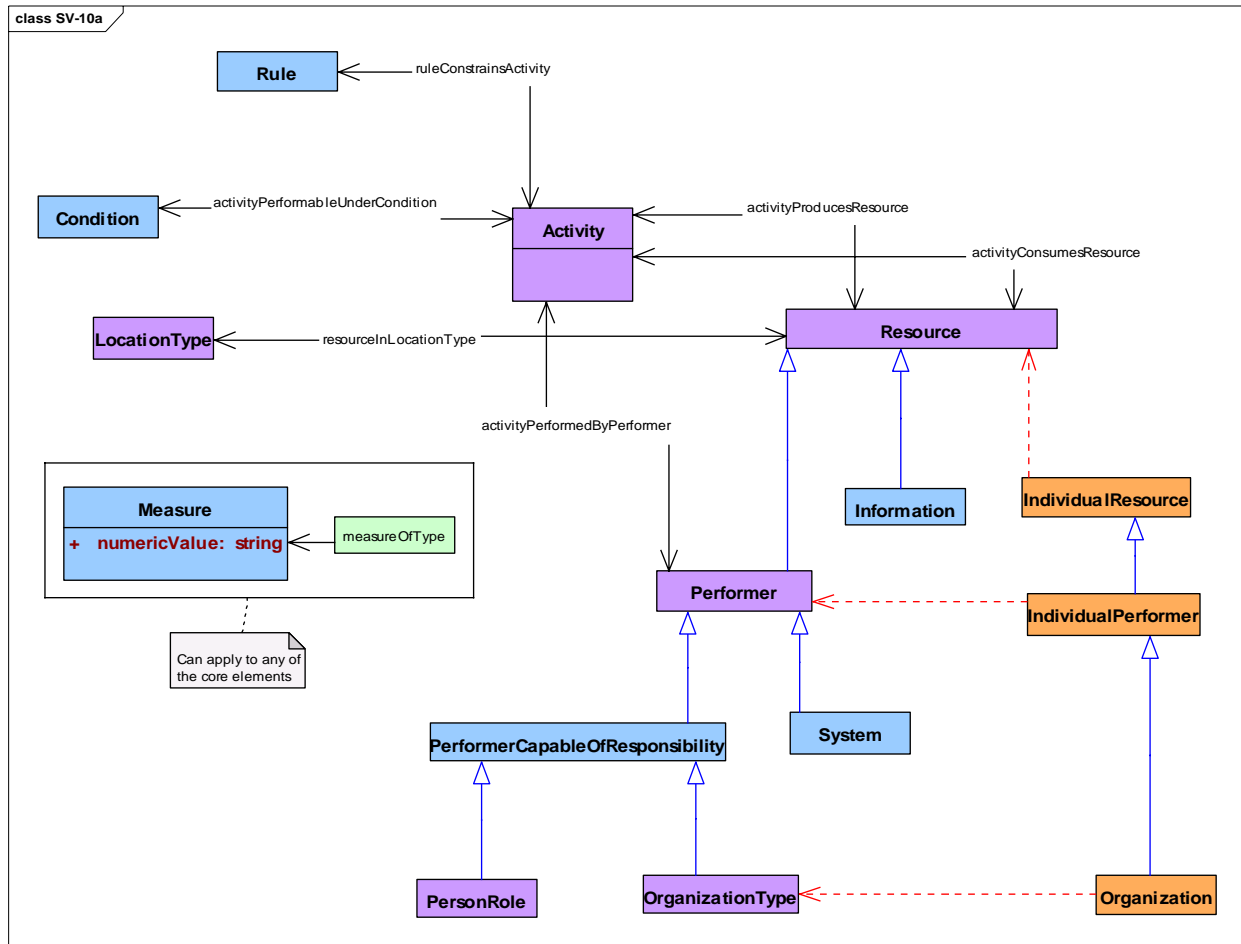 class SV-10a
Rule
ruleConstrainsActivity
Condition
activityPerformableUnderCondition
Activity
activityProducesResource
activityConsumesResource
LocationType
resourceInLocationType
Resource
activityPerformedByPerformer
Measure
+ numericValue: string
measureOfType
Information
IndividualResource
Performer
IndividualPerformer
Can apply to any of
the core elements
PerformerCapableOfResponsibility
System
PersonRole
OrganizationType
Organization